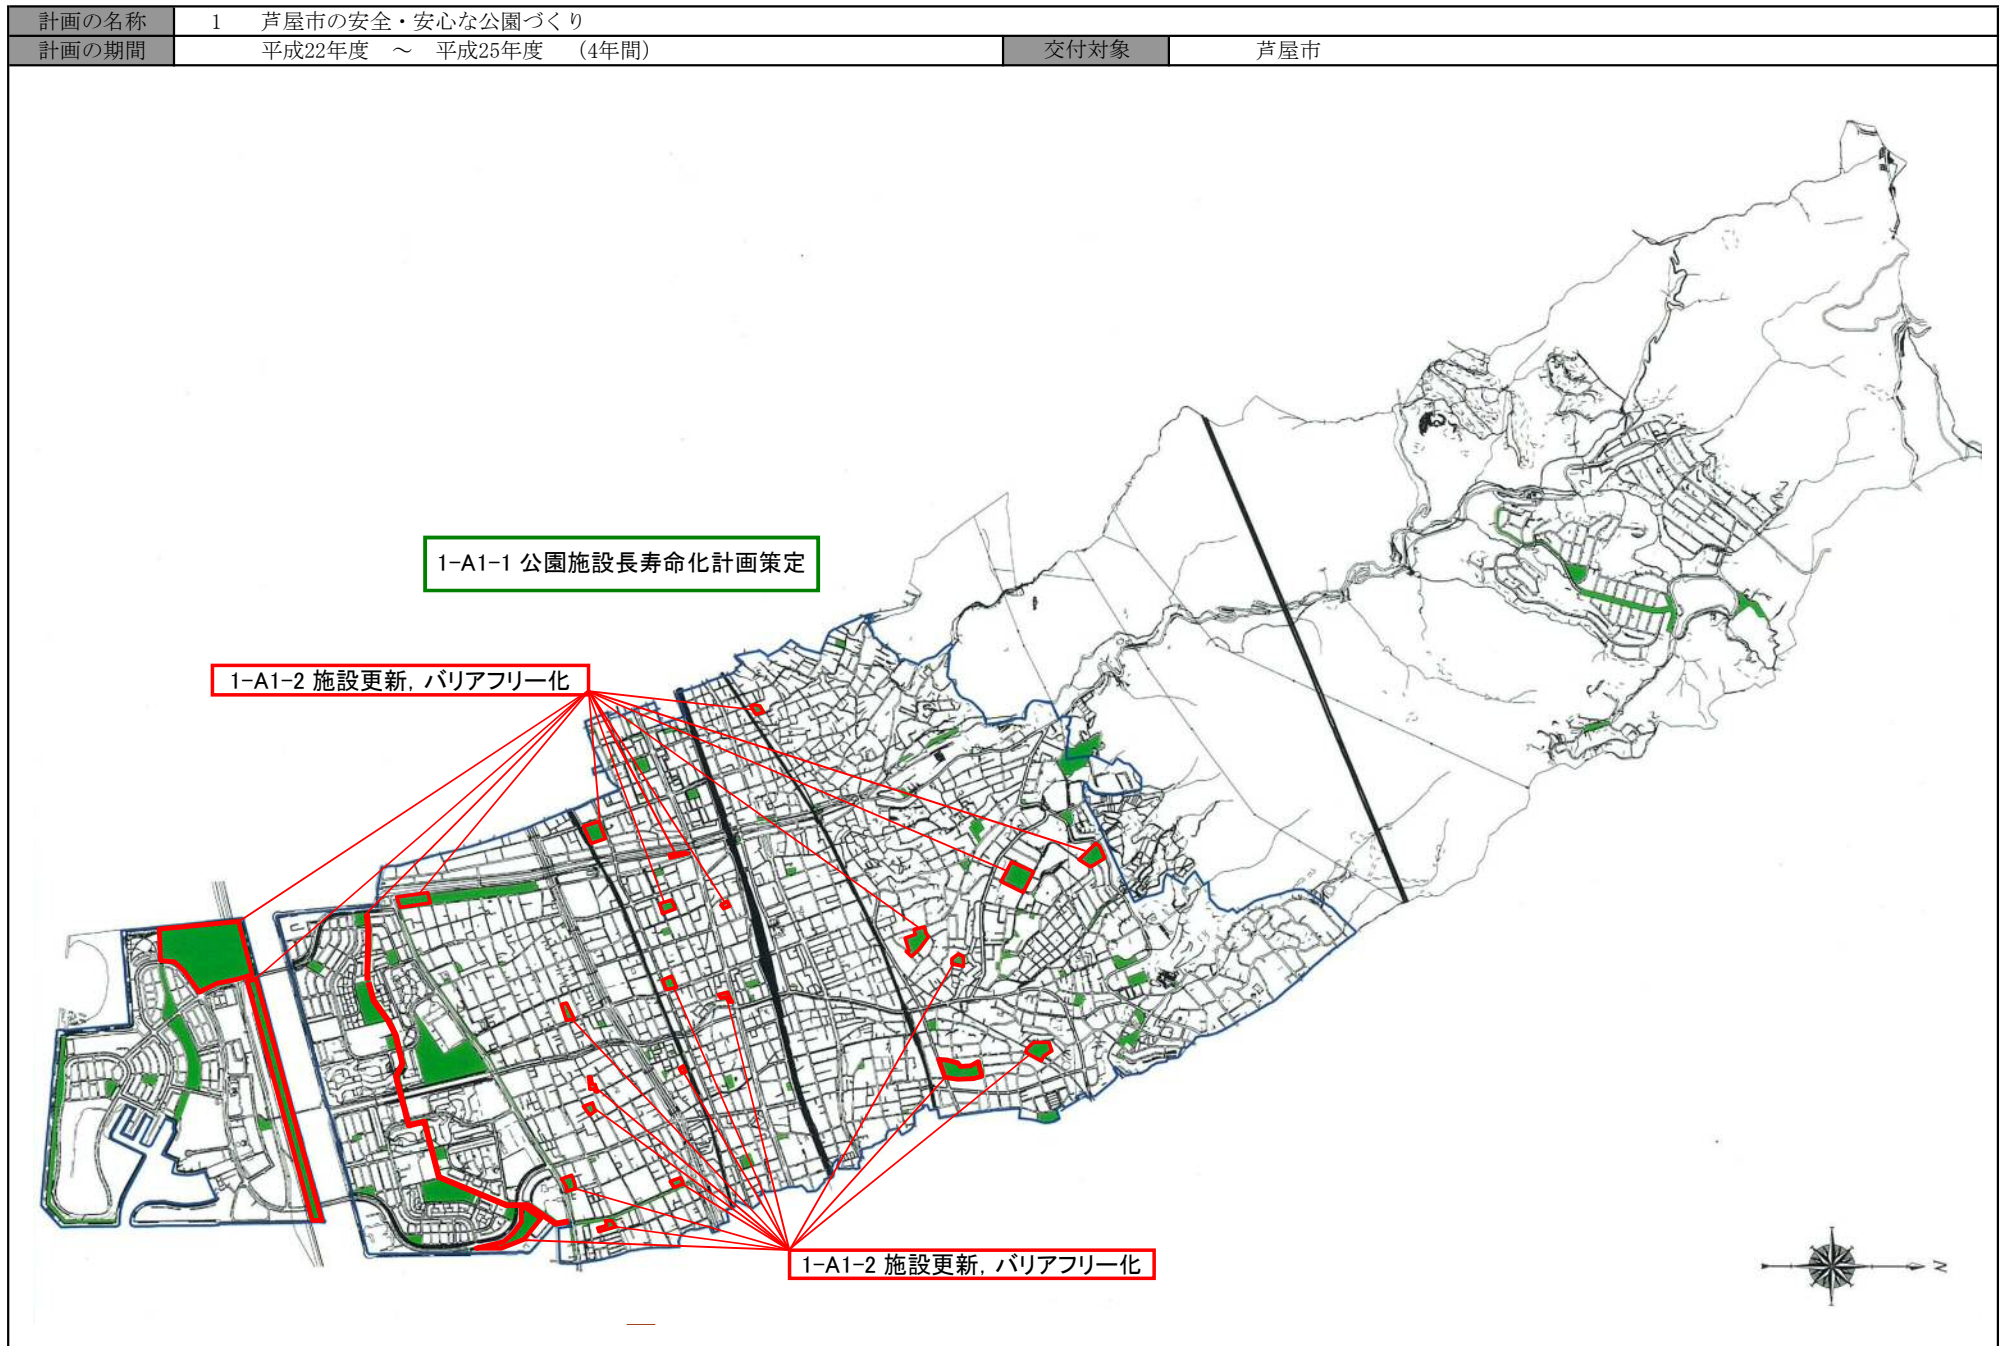 計画の名称 1 芦屋市の安全・安心な公園づくり
計画の期間 平成22年度 ～ 平成25年度 （4年間） 交付対象 芦屋市
1-A1-1 公園施設長寿命化計画策定
1-A1-2 施設更新, バリアフリー化
1-A1-2 施設更新, バリアフリー化
N